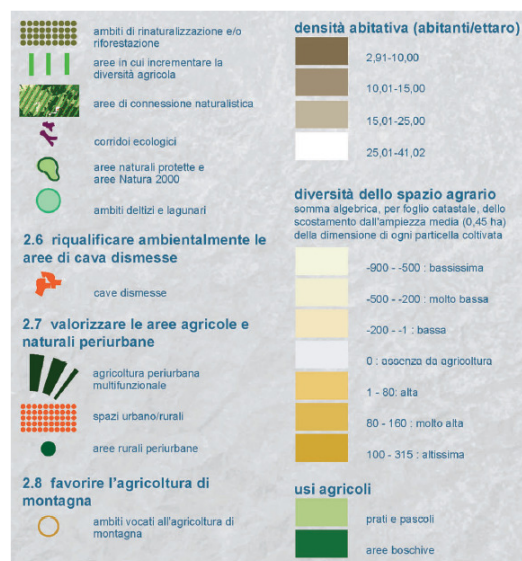 ambiti di rinaturalizzazione e/o
riforestazione
aree in cui incrementare la
diversità agricola
aree di connessione naturalistica
corridoi ecologici
aree naturali protette e
aree Natura 2000
ambiti deltizi e lagunari
2.6 riqualificare ambientalmente le
aree di cava dismesse
cave dismesse
2.7 valorizzare le aree agricole e
naturali periurbane
agricoltura periurbana
multifunzionale
spazi urbano/rurali
aree rurali periurbane
2.8 favorire l'agricoltura di
montagna
ambiti vocati all'agricoltura di
montagna
densità abitativa (abitanti/ettaro)
2,91-10,00
10,01-15,00
15,01-25,00
25,01-41,02
diversità dello spazio agrario
somma algebrica, per foglio catastale, dello
scostamento dall'ampiezza media (0,45 ha)
della dimensione di ogni particella coltivata
-900 - -500 : bassissima
-500 - -200 : molto bassa
-200 - -1 : bassa
0 : assenza da agricoltura
1 - 80: alta
80 - 160 : molto alta
100 - 315 : altissima
usi agricoli
prati e pascoli
aree boschive